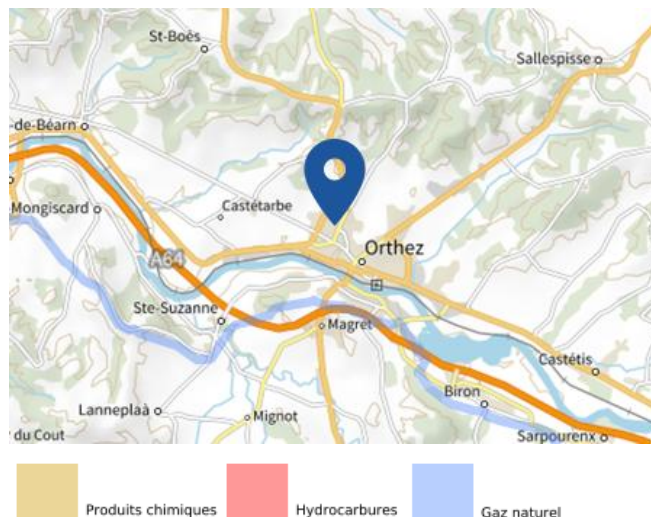 St-Boës
Sallespisse
-de-Béarn
Castétarbe
Mongiscard
Orthez
A64
Ste-Suzanne
Magret
Castétis
Biron
Lanneplaà
Mignot
du Cout
Sarpourenx
Produits chimiques
Hydrocarbures
Gaz naturel